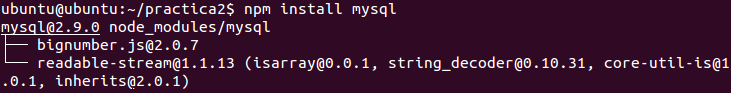 ubuntu@ubuntu:~/practica2$ npm install mysql
mysql@2.9.0 node_modules/mysql
├── bignumber.js@2.0.7
└── readable-stream@1.1.13 (isarray@0.0.1, string_decoder@0.10.31, core-util-is@1
.0.1, inherits@2.0.1)